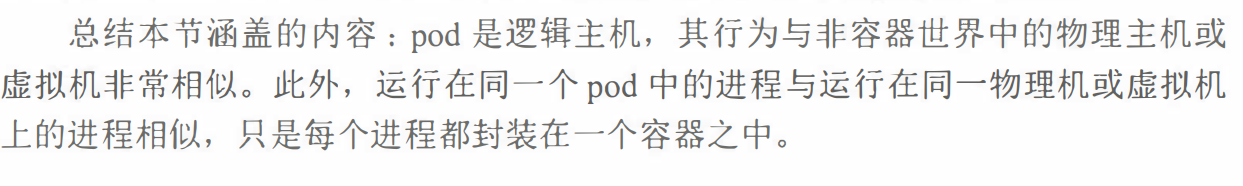 总结本节涵盖的内容：pod 是逻辑主机，其行为与非容器世界中的物理主机或
虚拟机非常相似。此外，运行在同一个 pod 中的进程与运行在同一物理机或虚拟机
上的进程相似，只是每个进程都封装在一个容器之中。